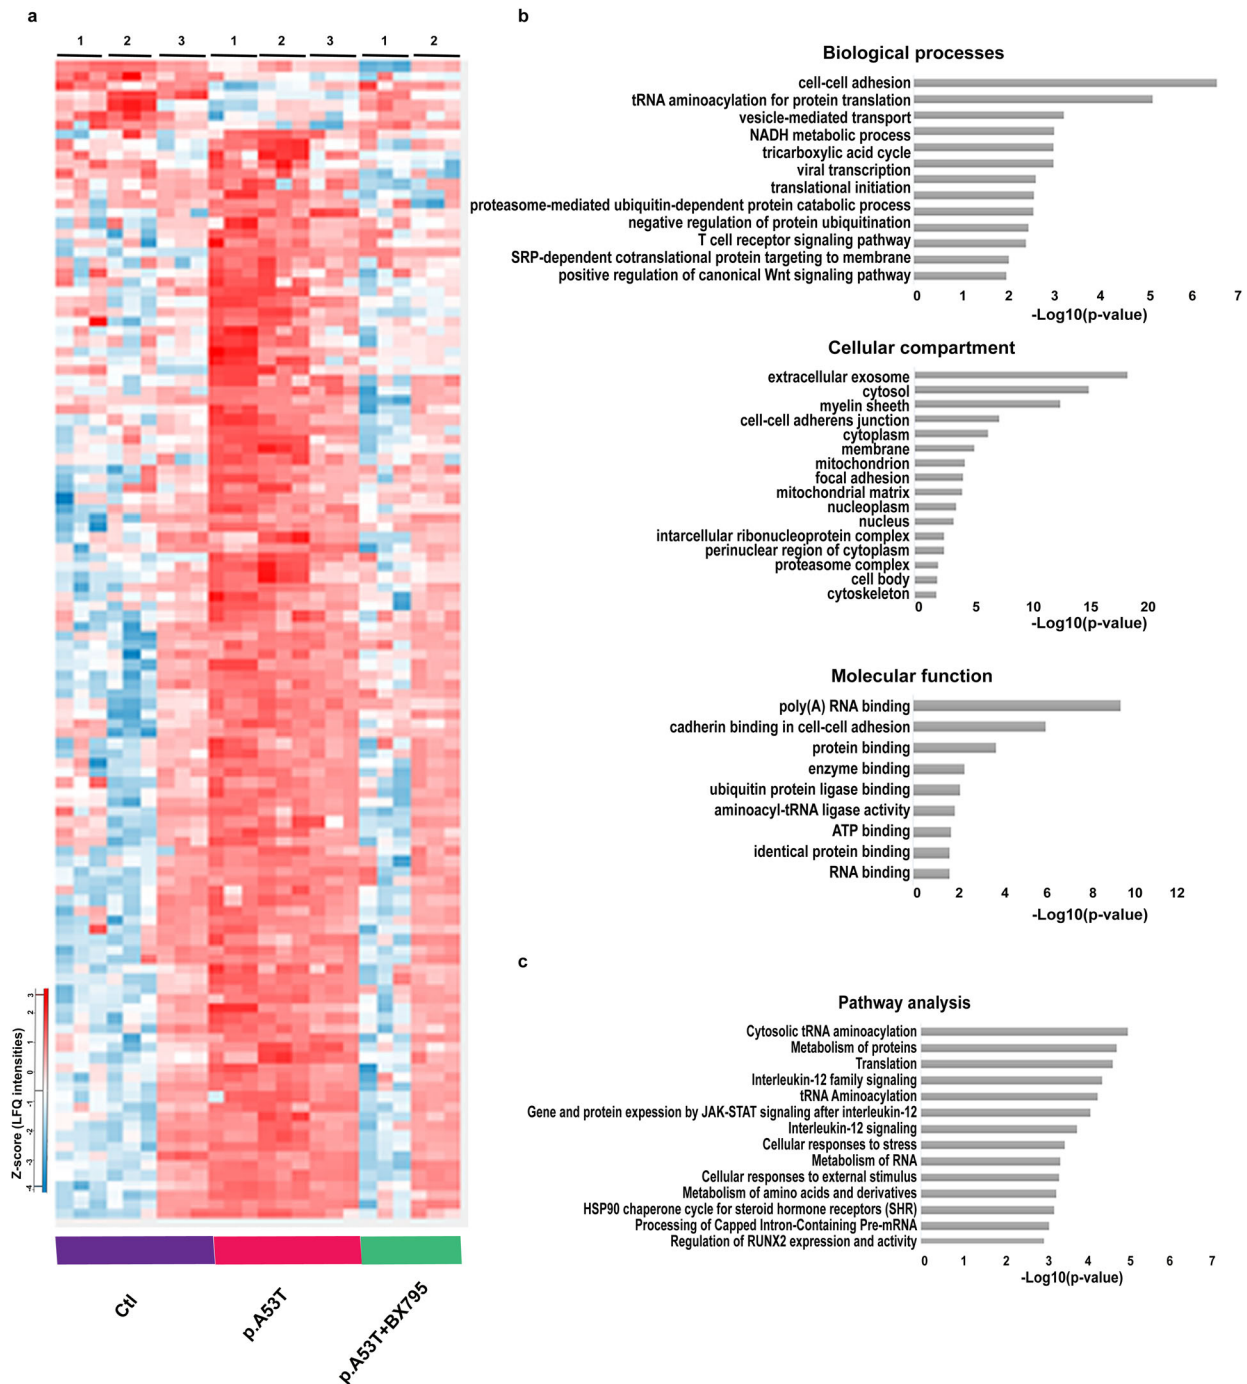 a
1 2 3 1 2 3 1 2
Z-score (LFQ intensities)
3
2
1
0
-1
-2
-3
-4
Ctl
p.A53T
p.A53T+BX795
b
Biological processes
cell-cell adhesion
tRNA aminoacylation for protein translation
vesicle-mediated transport
NADH metabolic process
tricarboxylic acid cycle
viral transcription
translational initiation
proteasome-mediated ubiquitin-dependent protein catabolic process
negative regulation of protein ubiquitination
T cell receptor signaling pathway
SRP-dependent cotranslational protein targeting to membrane
positive regulation of canonical Wnt signaling pathway
0 1 2 3 4 5 6 7
-Log10(p-value)
Cellular compartment
extracellular exosome
cytosol
myelin sheeth
cell-cell adherens junction
cytoplasm
membrane
mitochondrion
focal adhesion
mitochondrial matrix
nucleoplasm
nucleus
intarcellular ribonucleoprotein complex
perinuclear region of cytoplasm
proteasome complex
cell body
cytoskeleton
0 5 10 15 20
-Log10(p-value)
Molecular function
poly(A) RNA binding
cadherin binding in cell-cell adhesion
protein binding
enzyme binding
ubiquitin protein ligase binding
aminoacyl-tRNA ligase activity
ATP binding
identical protein binding
RNA binding
0 2 4 6 8 10 12
-Log10(p-value)
c
Pathway analysis
Cytosolic tRNA aminoacylation
Metabolism of proteins
Translation
Interleukin-12 family signaling
tRNA Aminoacylation
Gene and protein expession by JAK-STAT signaling after interleukin-12
Interleukin-12 signaling
Cellular responses to stress
Metabolism of RNA
Cellular responses to external stimulus
Metabolism of amino acids and derivatives
HSP90 chaperone cycle for steroid hormone receptors (SHR)
Processing of Capped Intron-Containing Pre-mRNA
Regulation of RUNX2 expression and activity
0 1 2 3 4 5 6 7
-Log10(p-value)